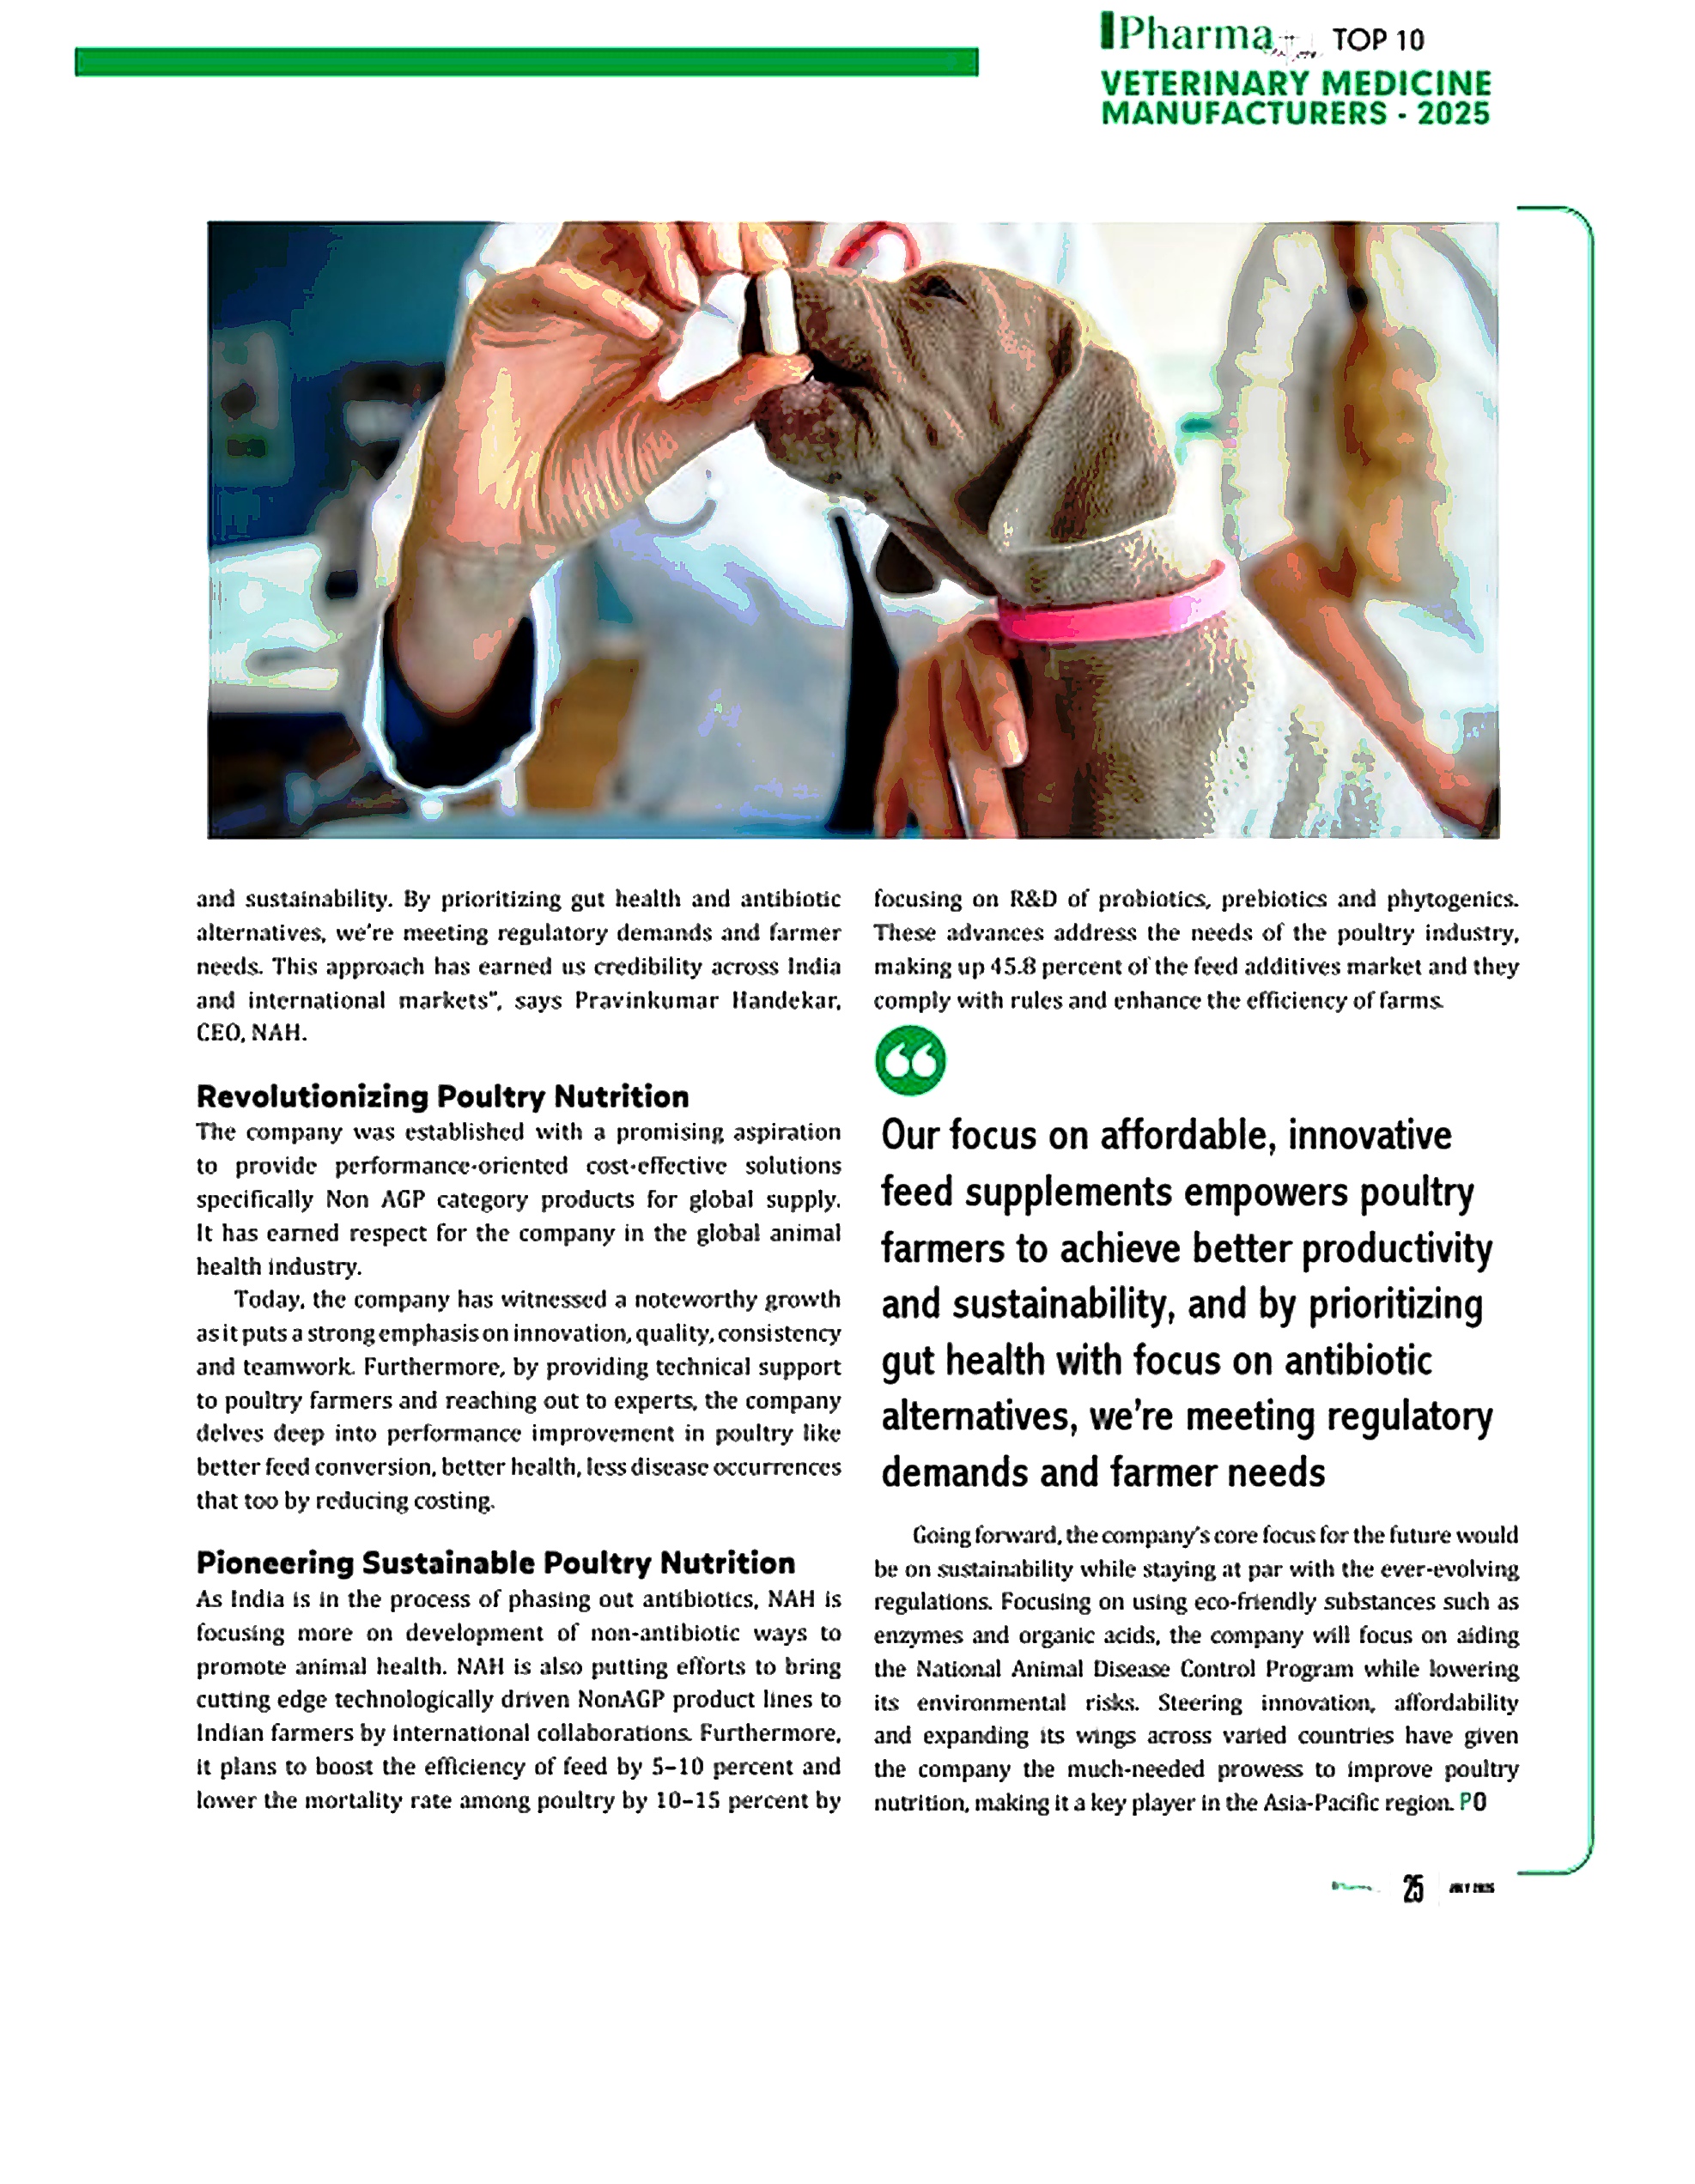 Pharma TOP 10
VETERINARY MEDICINE
MANUFACTURERS - 2025
and sustainability. By prioritizing gut health and antibiotic
alternatives, we're meeting regulatory demands and farmer
needs. This approach has earned us credibility across India
and international markets", says Pravinkumar Handekar,
CEO, NAH.
Revolutionizing Poultry Nutrition
The company was established with a promising aspiration
to provide performance-oriented cost-effective solutions
specifically Non AGP category products for global supply.
It has earned respect for the company in the global animal
health industry.
Today, the company has witnessed a noteworthy growth
as it puts a strong emphasis on innovation, quality, consistency
and teamwork. Furthermore, by providing technical support
to poultry farmers and reaching out to experts, the company
delves deep into performance improvement in poultry like
better feed conversion, better health, less disease occurrences
that too by reducing costing.
Pioneering Sustainable Poultry Nutrition
As India is in the process of phasing out antibiotics, NAH is
focusing more on development of non-antibiotic ways to
promote animal health. NAH is also putting efforts to bring
cutting edge technologically driven NonAGP product lines to
Indian farmers by international collaborations. Furthermore,
it plans to boost the efficiency of feed by 5–10 percent and
lower the mortality rate among poultry by 10–15 percent by
focusing on R&D of probiotics, prebiotics and phytogenics.
These advances address the needs of the poultry industry,
making up 45.8 percent of the feed additives market and they
comply with rules and enhance the efficiency of farms.
Our focus on affordable, innovative
feed supplements empowers poultry
farmers to achieve better productivity
and sustainability, and by prioritizing
gut health with focus on antibiotic
alternatives, we're meeting regulatory
demands and farmer needs
Going forward, the company's core focus for the future would
be on sustainability while staying at par with the ever-evolving
regulations. Focusing on using eco-friendly substances such as
enzymes and organic acids, the company will focus on aiding
the National Animal Disease Control Program while lowering
its environmental risks. Steering innovation, affordability
and expanding its wings across varied countries have given
the company the much-needed prowess to improve poultry
nutrition, making it a key player in the Asia-Pacific region. PO
Pharma 25 JULY 2025